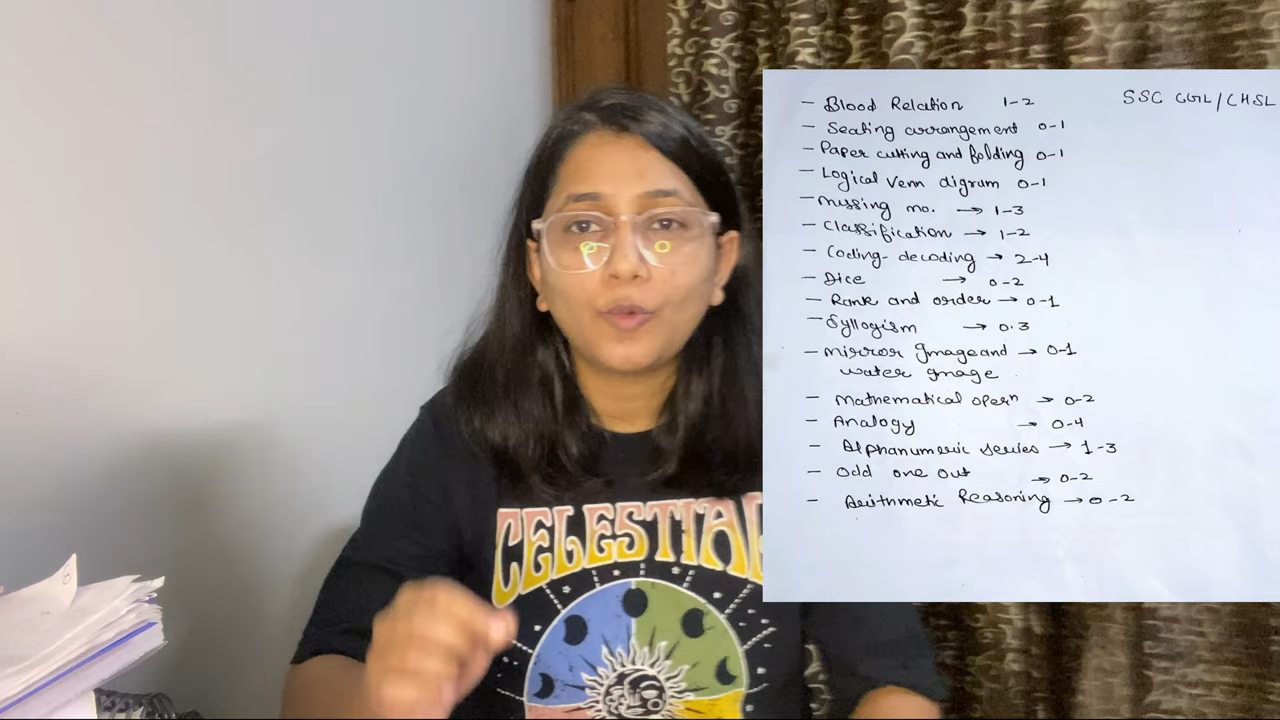 SSC CGL/CHSL
- Blood Relation 1-2
- Seating arrangement 0-1
- Paper cutting and folding 0-1
- Logical Venn digram 0-1
- Missing no. → 1-3
- Classification → 1-2
- Coding-decoding → 2-4
- Dice → 0-2
- Rank and order → 0-1
- Syllogism → 0.3
- Mirror Image and → 0-1
water Image
- Mathematical opern → 0-2
- Analogy → 0-4
- Alphanumeric series → 1-3
- Odd one out → 0-2
- Arithmetic Reasoning → 0-2
CELESTIAL